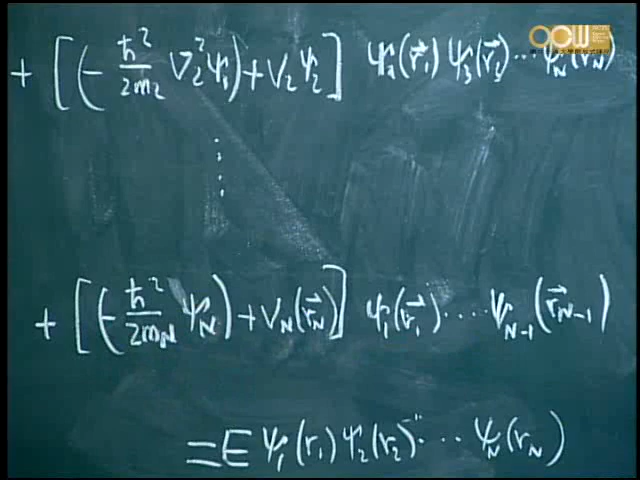 OCW
+ [(-ħ²/2m₂ ∇₂²ψ₁) + V₂ψ₂] ψ₁(r⃗₁) ψ₃(r⃗₃) ⋯ ψ_N(r⃗_N)
⋮
+ [(-ħ²/2m_N ψ_N) + V_N(r⃗_N)] ψ₁(r⃗₁) ⋯⋅ ψ_{N-1}(r⃗_{N-1})
= E ψ₁(r₁) ψ₂(r₂) ⋯ ⋯ ψ_N(r_N)